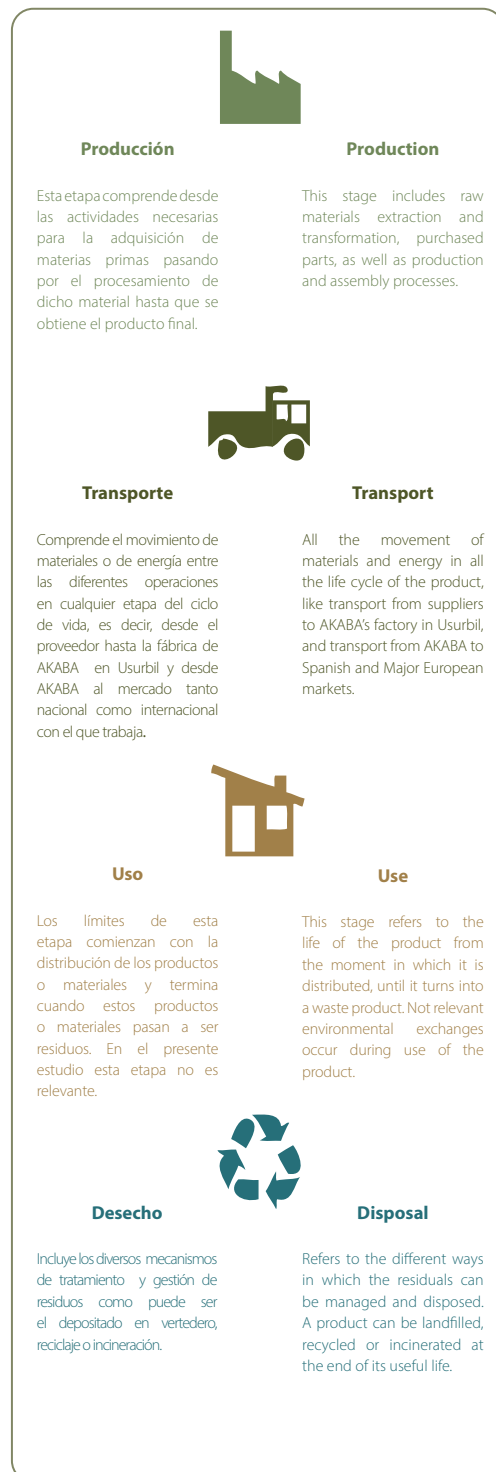 Producción
Esta etapa comprende desde
las actividades necesarias
para la adquisición de
materias primas pasando
por el procesamiento de
dicho material hasta que se
obtiene el producto final.
Production
This stage includes raw
materials extraction and
transformation, purchased
parts, as well as production
and assembly processes.
Transporte
Comprende el movimiento de
materiales o de energía entre
las diferentes operaciones
en cualquier etapa del ciclo
de vida, es decir, desde el
proveedor hasta la fábrica de
AKABA en Usurbil y desde
AKABA al mercado tanto
nacional como internacional
con el que trabaja.
Transport
All the movement of
materials and energy in all
the life cycle of the product,
like transport from suppliers
to AKABA's factory in Usurbil,
and transport from AKABA to
Spanish and Major European
markets.
Uso
Los límites de esta
etapa comienzan con la
distribución de los productos
o materiales y termina
cuando estos productos
o materiales pasan a ser
residuos. En el presente
estudio esta etapa no es
relevante.
Use
This stage refers to the
life of the product from
the moment in which it is
distributed, until it turns into
a waste product. Not relevant
environmental exchanges
occur during use of the
product.
Desecho
Incluye los diversos mecanismos
de tratamiento y gestión de
residuos como puede ser
el depositado en vertedero,
reciclaje o incineración.
Disposal
Refers to the different ways
in which the residuals can
be managed and disposed.
A product can be landfilled,
recycled or incinerated at
the end of its useful life.